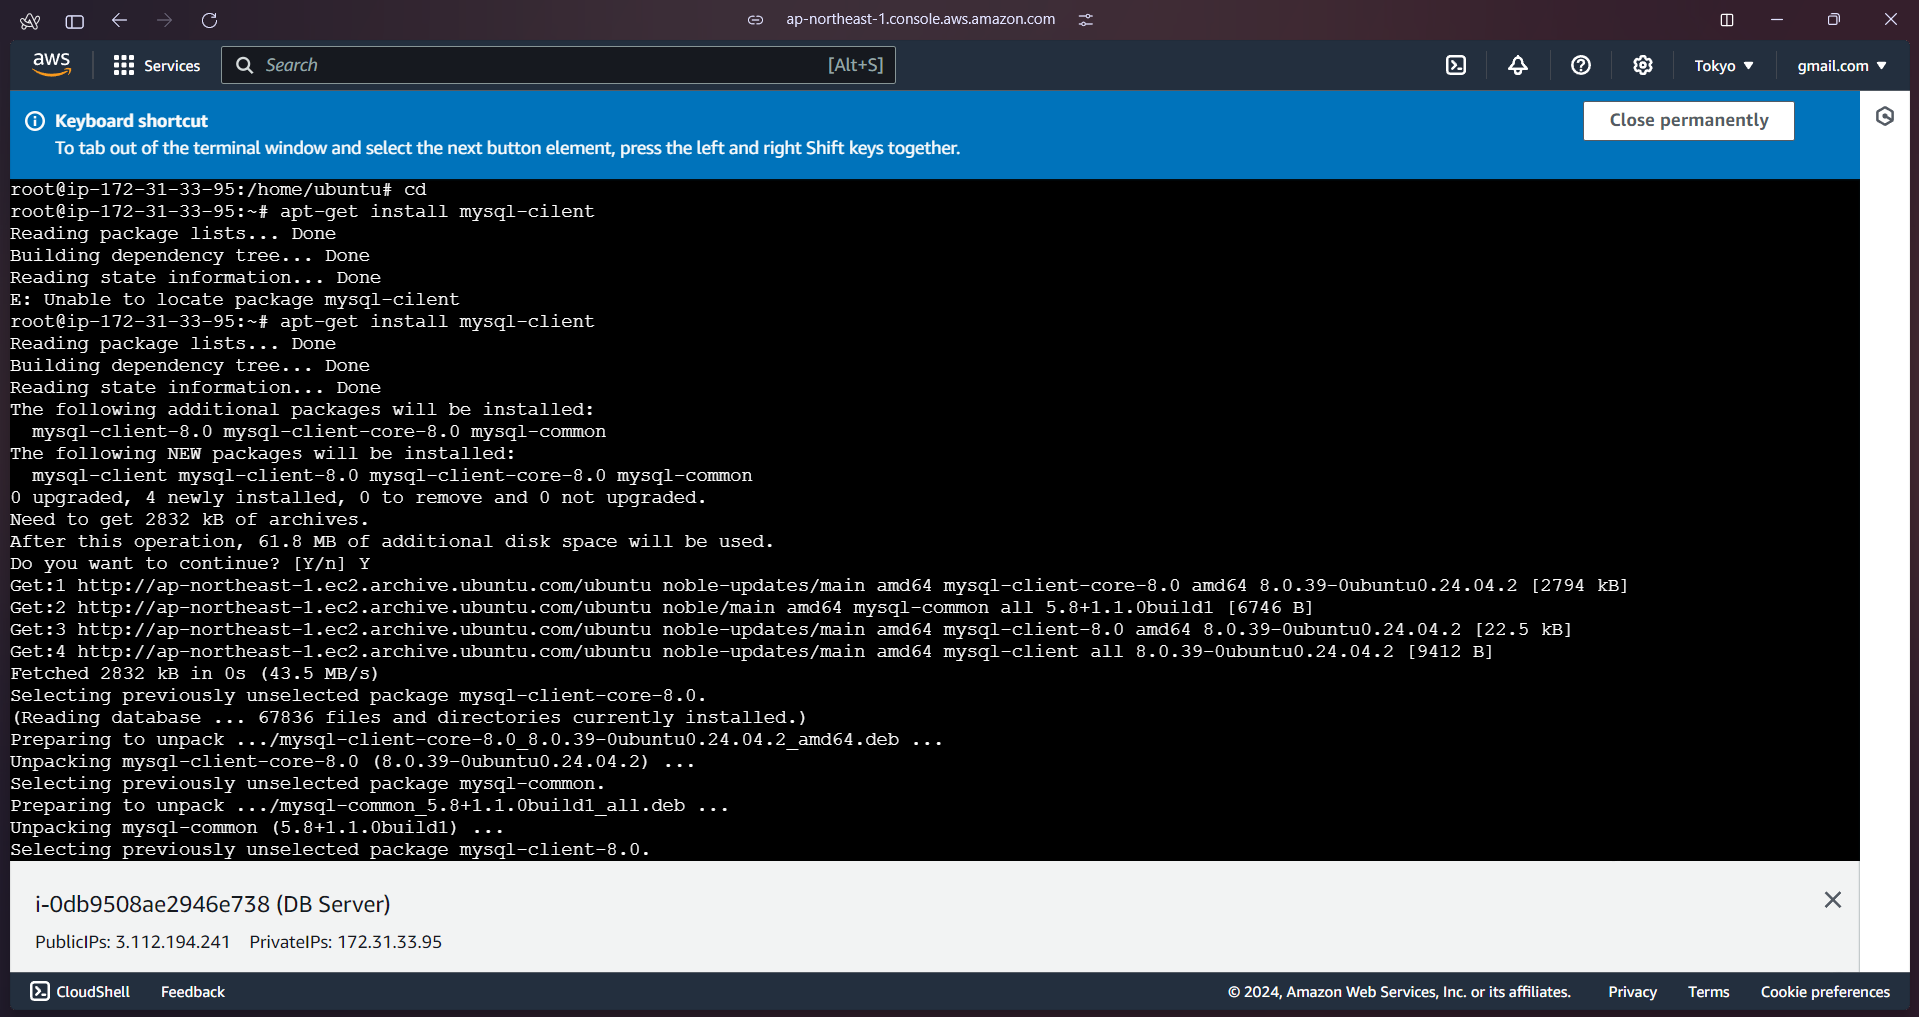 ap-northeast-1.console.aws.amazon.com
aws Services Search [Alt+S] Tokyo gmail.com
Keyboard shortcut
To tab out of the terminal window and select the next button element, press the left and right Shift keys together.
Close permanently
root@ip-172-31-33-95:/home/ubuntu# cd
root@ip-172-31-33-95:~# apt-get install mysql-cilent
Reading package lists... Done
Building dependency tree... Done
Reading state information... Done
E: Unable to locate package mysql-cilent
root@ip-172-31-33-95:~# apt-get install mysql-client
Reading package lists... Done
Building dependency tree... Done
Reading state information... Done
The following additional packages will be installed:
  mysql-client-8.0 mysql-client-core-8.0 mysql-common
The following NEW packages will be installed:
  mysql-client mysql-client-8.0 mysql-client-core-8.0 mysql-common
0 upgraded, 4 newly installed, 0 to remove and 0 not upgraded.
Need to get 2832 kB of archives.
After this operation, 61.8 MB of additional disk space will be used.
Do you want to continue? [Y/n] Y
Get:1 http://ap-northeast-1.ec2.archive.ubuntu.com/ubuntu noble-updates/main amd64 mysql-client-core-8.0 amd64 8.0.39-0ubuntu0.24.04.2 [2794 kB]
Get:2 http://ap-northeast-1.ec2.archive.ubuntu.com/ubuntu noble/main amd64 mysql-common all 5.8+1.1.0build1 [6746 B]
Get:3 http://ap-northeast-1.ec2.archive.ubuntu.com/ubuntu noble-updates/main amd64 mysql-client-8.0 amd64 8.0.39-0ubuntu0.24.04.2 [22.5 kB]
Get:4 http://ap-northeast-1.ec2.archive.ubuntu.com/ubuntu noble-updates/main amd64 mysql-client all 8.0.39-0ubuntu0.24.04.2 [9412 B]
Fetched 2832 kB in 0s (43.5 MB/s)
Selecting previously unselected package mysql-client-core-8.0.
(Reading database ... 67836 files and directories currently installed.)
Preparing to unpack .../mysql-client-core-8.0_8.0.39-0ubuntu0.24.04.2_amd64.deb ...
Unpacking mysql-client-core-8.0 (8.0.39-0ubuntu0.24.04.2) ...
Selecting previously unselected package mysql-common.
Preparing to unpack .../mysql-common_5.8+1.1.0build1_all.deb ...
Unpacking mysql-common (5.8+1.1.0build1) ...
Selecting previously unselected package mysql-client-8.0.
i-0db9508ae2946e738 (DB Server)
PublicIPs: 3.112.194.241 PrivateIPs: 172.31.33.95
CloudShell Feedback © 2024, Amazon Web Services, Inc. or its affiliates. Privacy Terms Cookie preferences